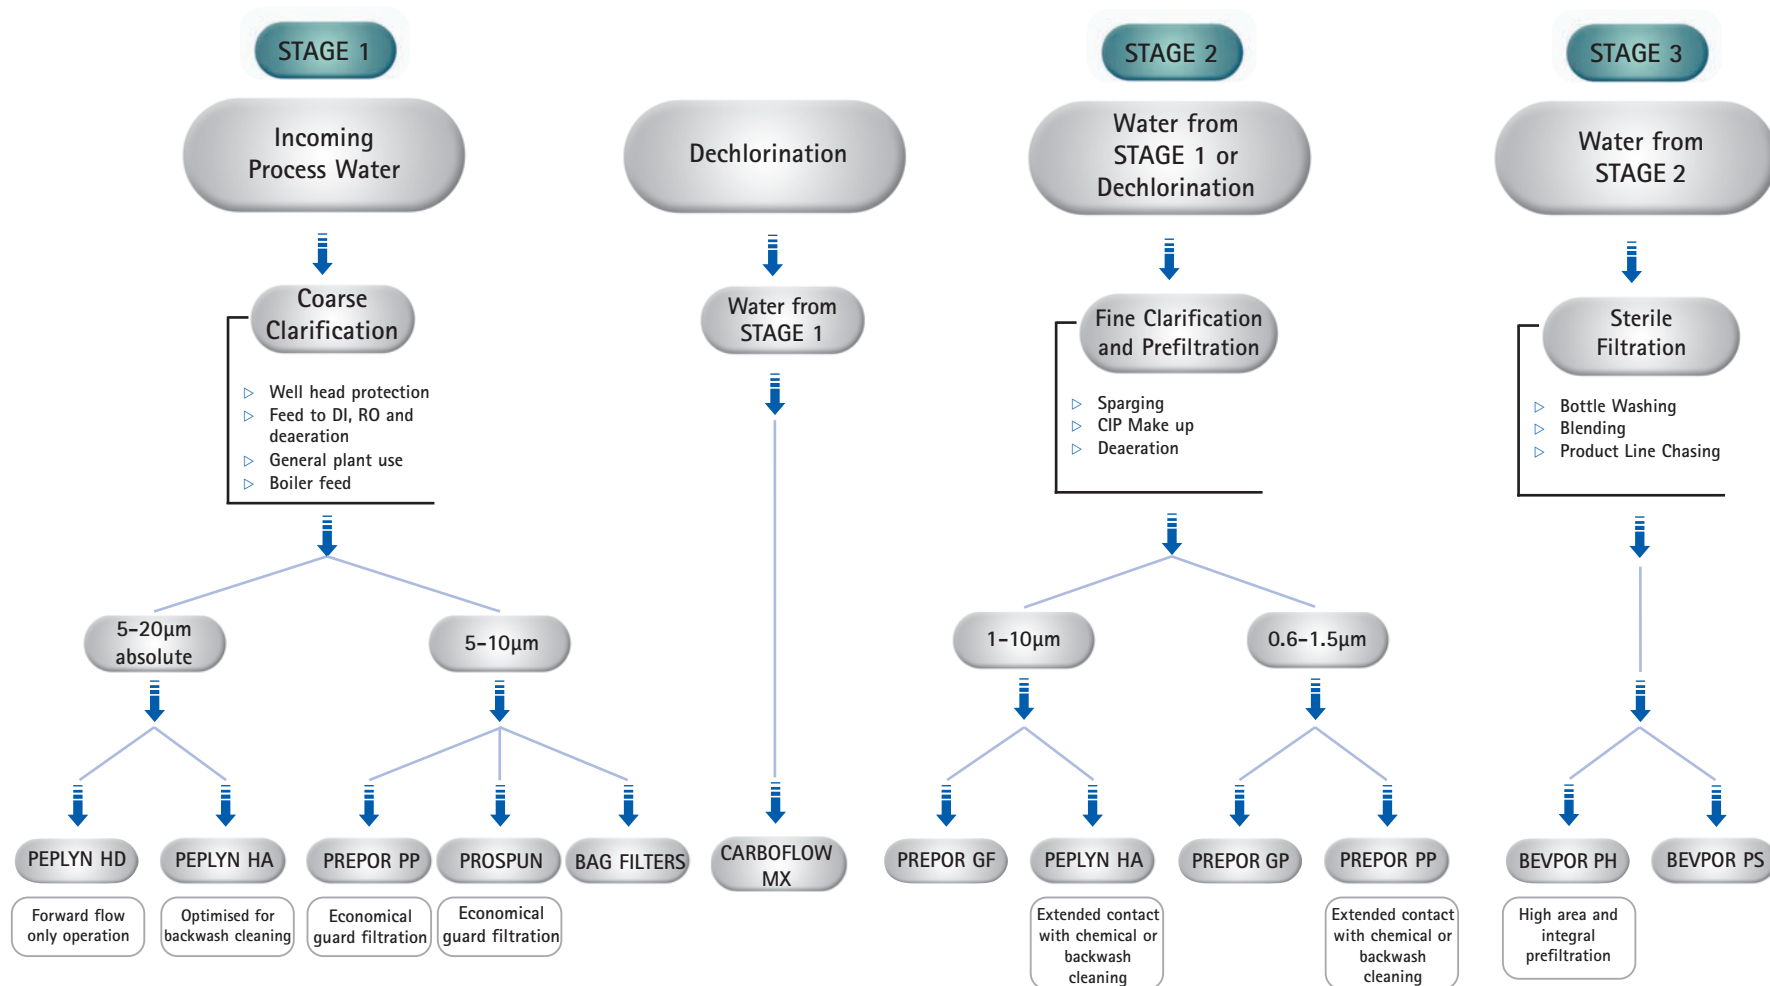 STAGE 1
Incoming
Process Water
Coarse
Clarification
Well head protection
Feed to DI, RO and
deaeration
General plant use
Boiler feed
5-20µm
absolute
5-10µm
PEPLYN HD
Forward flow
only operation
PEPLYN HA
Optimised for
backwash cleaning
PREPOR PP
Economical
guard filtration
PROSPUN
Economical
guard filtration
BAG FILTERS
Dechlorination
Water from
STAGE 1
CARBOFLOW
MX
STAGE 2
Water from
STAGE 1 or
Dechlorination
Fine Clarification
and Prefiltration
Sparging
CIP Make up
Deaeration
1-10µm
0.6-1.5µm
PREPOR GF
PEPLYN HA
Extended contact
with chemical or
backwash
cleaning
PREPOR GP
PREPOR PP
Extended contact
with chemical or
backwash
cleaning
STAGE 3
Water from
STAGE 2
Sterile
Filtration
Bottle Washing
Blending
Product Line Chasing
BEVPOR PH
High area and
integral
prefiltration
BEVPOR PS